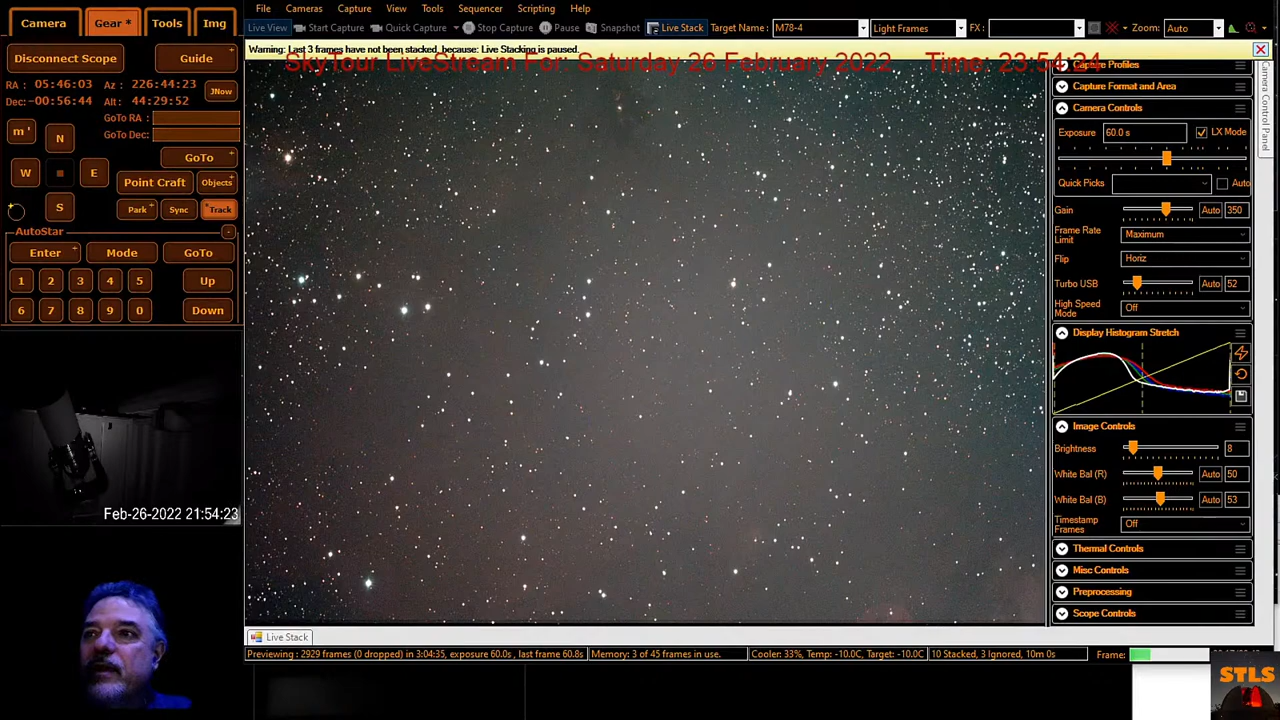 Camera Gear * Tools Img
File Cameras Capture View Tools Sequencer Scripting Help
Live View Start Capture Quick Capture Stop Capture Pause Snapshot Live Stack Target Name: M78-4 Light Frames FX: Zoom: Auto
Warning: Last 3 frames have not been stacked, because: Live Stacking is paused.
SkyTour LiveStream For: Saturday 26 February 2022 Time: 23:54:24
Disconnect Scope Guide
RA : 05:46:03 Az : 226:44:23 JNow
Dec: -00:56:44 Alt : 44:29:52
GoTo RA :
GoTo Dec:
m ' N GoTo
W E Point Craft Objects
S Park Sync Track
AutoStar -
Enter Mode GoTo
1 2 3 4 5 Up
6 7 8 9 0 Down
Feb-26-2022 21:54:23
Capture Profiles
Capture Format and Area
Camera Controls
Exposure 60.0 s LX Mode
Quick Picks Auto
Gain Auto 350
Frame Rate Limit Maximum
Flip Horiz
Turbo USB Auto 52
High Speed Mode Off
Display Histogram Stretch
Image Controls
Brightness 8
White Bal (R) Auto 50
White Bal (B) Auto 53
Timestamp Frames Off
Thermal Controls
Misc Controls
Preprocessing
Scope Controls
Camera Control Panel
Live Stack
Previewing : 2929 frames (0 dropped) in 3:04:35, exposure 60.0s , last frame 60.8s Memory: 3 of 45 frames in use. Cooler: 33%, Temp: -10.0C, Target: -10.0C 10 Stacked, 3 Ignored, 10m 0s Frame:
STLS